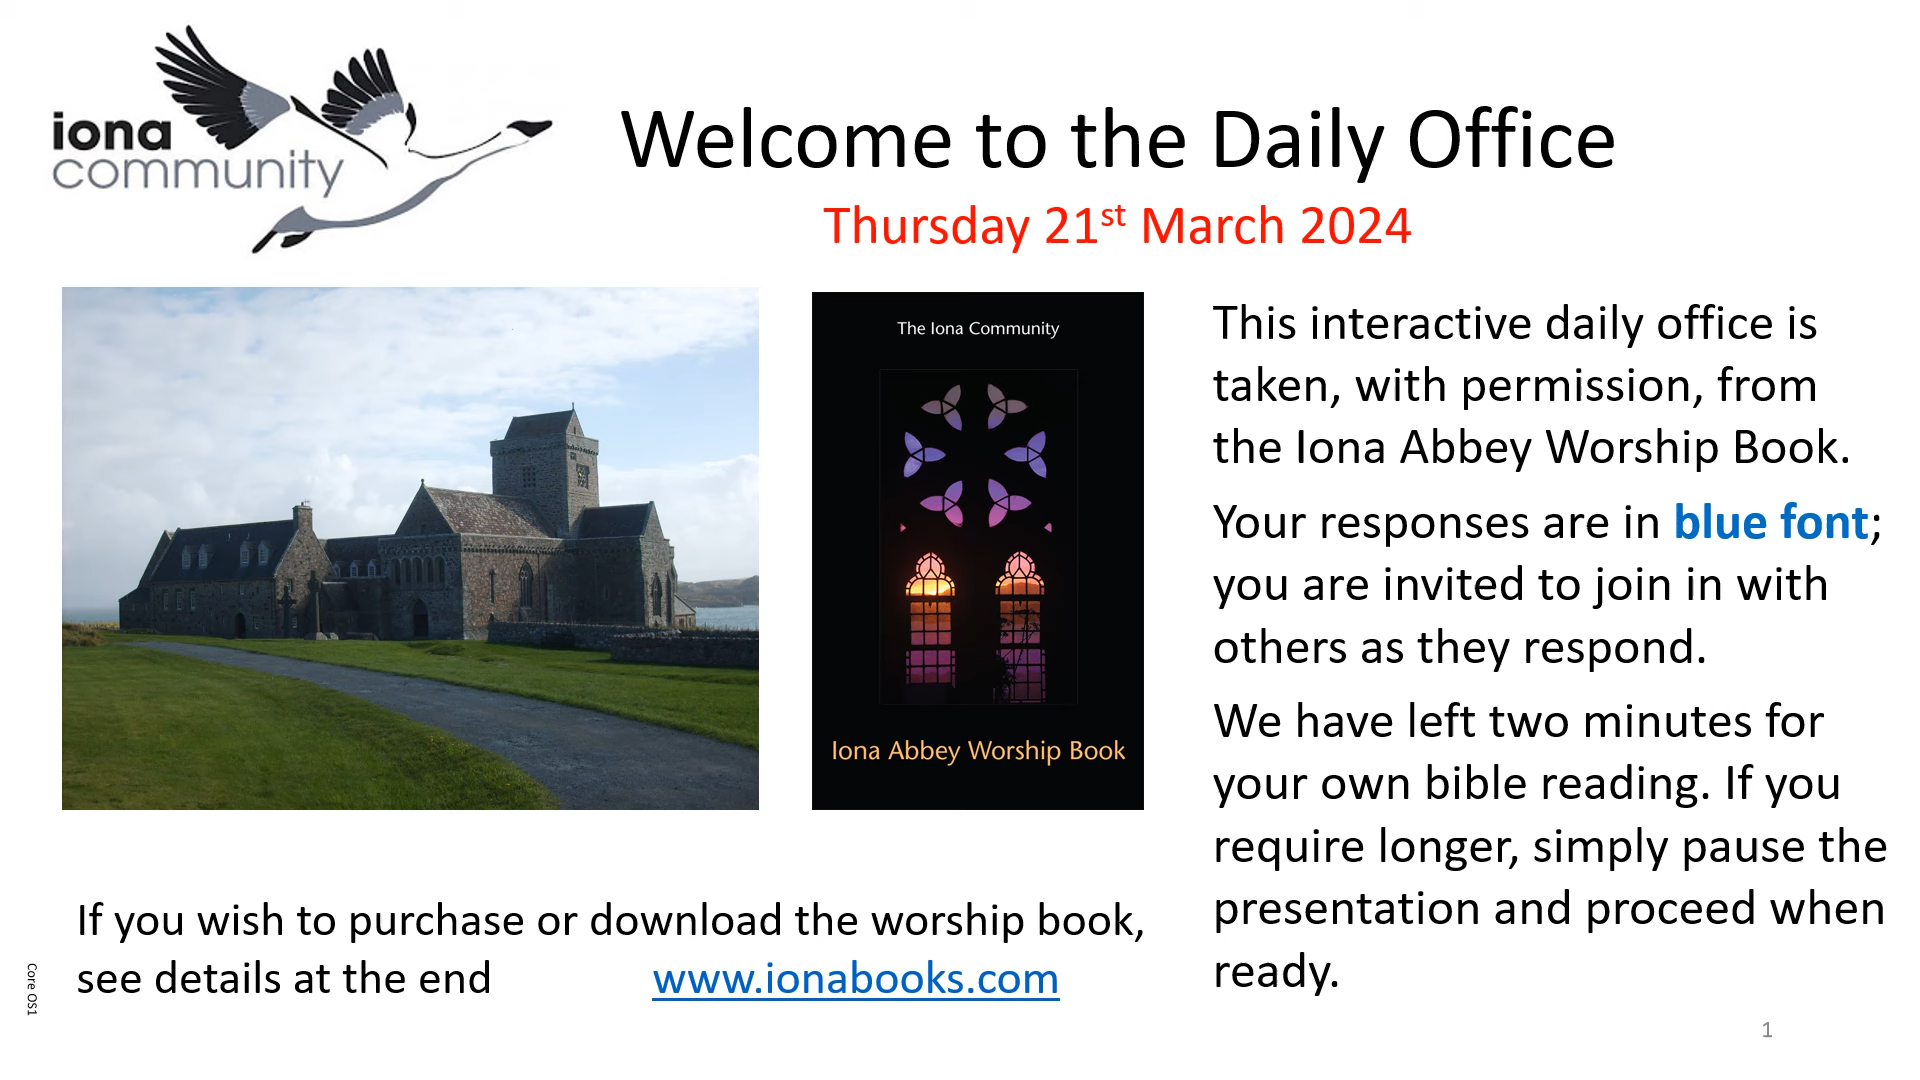 iona
community
Welcome to the Daily Office
Thursday 21st March 2024
The Iona Community
Iona Abbey Worship Book
This interactive daily office is
taken, with permission, from
the Iona Abbey Worship Book.
Your responses are in blue font;
you are invited to join in with
others as they respond.
We have left two minutes for
your own bible reading. If you
require longer, simply pause the
presentation and proceed when
ready.
If you wish to purchase or download the worship book,
see details at the end www.ionabooks.com
Core OS1
1